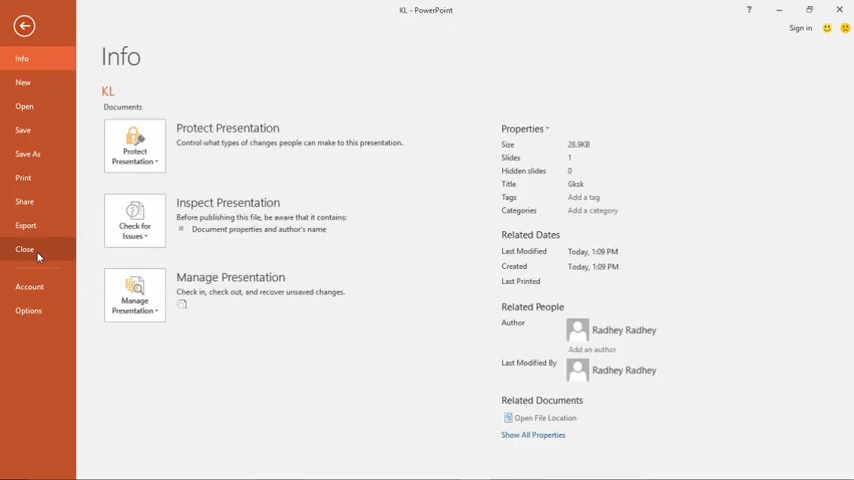 KL - PowerPoint
?
Sign in
Info
New
Open
Save
Save As
Print
Share
Export
Close
Account
Options
Info
KL
Documents
Protect
Presentation
Protect Presentation
Control what types of changes people can make to this presentation.
Check for
Issues
Inspect Presentation
Before publishing this file, be aware that it contains:
Document properties and author's name
Manage
Presentation
Manage Presentation
Check in, check out, and recover unsaved changes.
Properties
Size 28.9KB
Slides 1
Hidden slides 0
Title Gksk
Tags Add a tag
Categories Add a category
Related Dates
Last Modified Today, 1:09 PM
Created Today, 1:09 PM
Last Printed
Related People
Author Radhey Radhey
Add an author
Last Modified By Radhey Radhey
Related Documents
Open File Location
Show All Properties